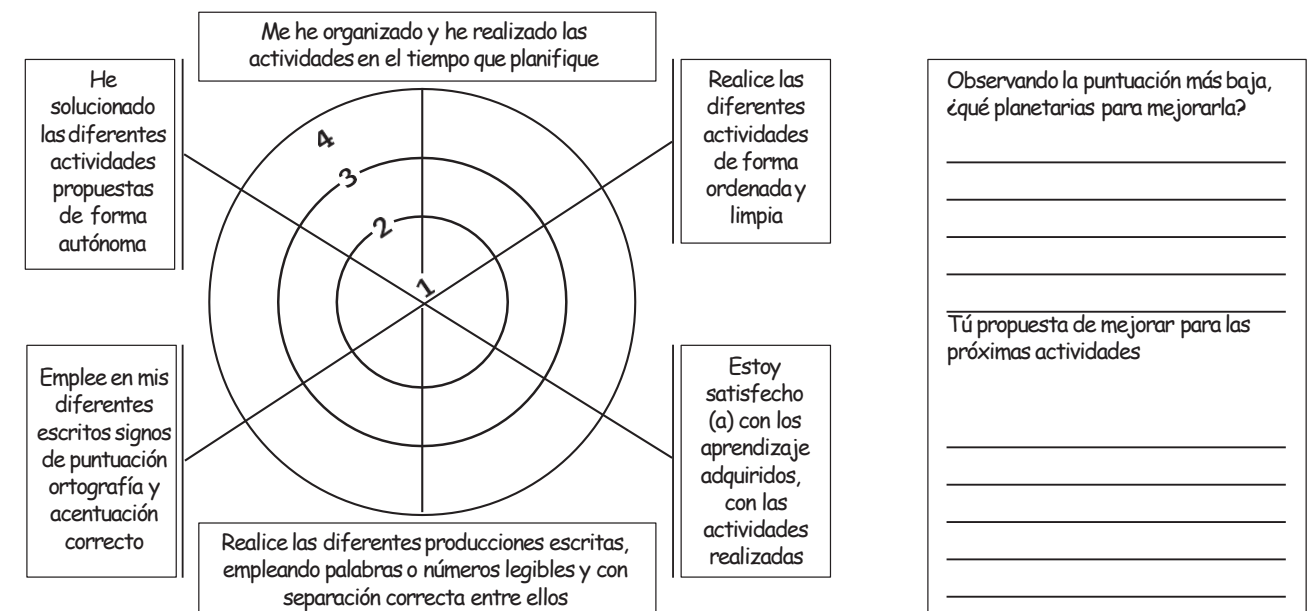 Me he organizado y he realizado las
actividades en el tiempo que planifique
He
solucionado
las diferentes
actividades
propuestas
de forma
autónoma
Realice las
diferentes
actividades
de forma
ordenada y
limpia
4
3
2
1
Emplee en mis
diferentes
escritos signos
de puntuación
ortografía y
acentuación
correcto
Estoy
satisfecho
(a) con los
aprendizaje
adquiridos,
con las
actividades
realizadas
Realice las diferentes producciones escritas,
empleando palabras o números legibles y con
separación correcta entre ellos
Observando la puntuación más baja,
¿qué planetarias para mejorarla?
Tú propuesta de mejorar para las
próximas actividades